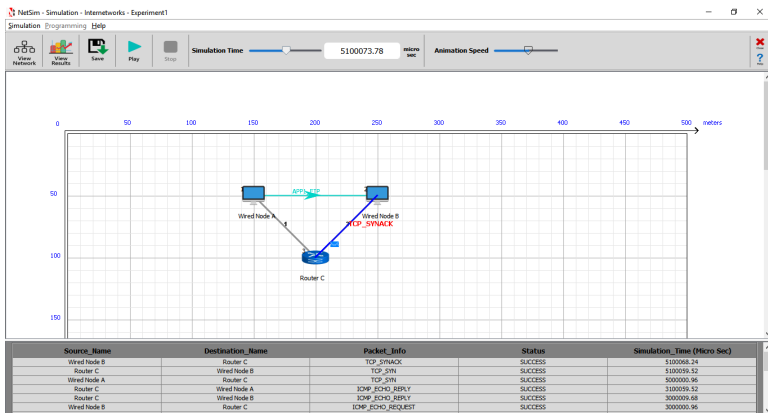 NetSim - Simulation - Internetworks - Experiment1
Simulation Programming Help
View Network
View Results
Save
Play
Stop
Simulation Time
5100073.78
micro sec
Animation Speed
0 50 100 150 200 250 300 350 400 450 500 meters
50
APP1_FTP
Wired Node A
Wired Node B
1
TCP_SYNACK
100
Router C
150
Source_Name Destination_Name Packet_Info Status Simulation_Time (Micro Sec)
Wired Node B Router C TCP_SYNACK SUCCESS 5100068.24
Router C Wired Node B TCP_SYN SUCCESS 5100059.52
Wired Node A Router C TCP_SYN SUCCESS 5000000.96
Router C Wired Node A ICMP_ECHO_REPLY SUCCESS 3100059.52
Router C Wired Node B ICMP_ECHO_REPLY SUCCESS 3000009.68
Wired Node B Router C ICMP_ECHO_REQUEST SUCCESS 3000000.96